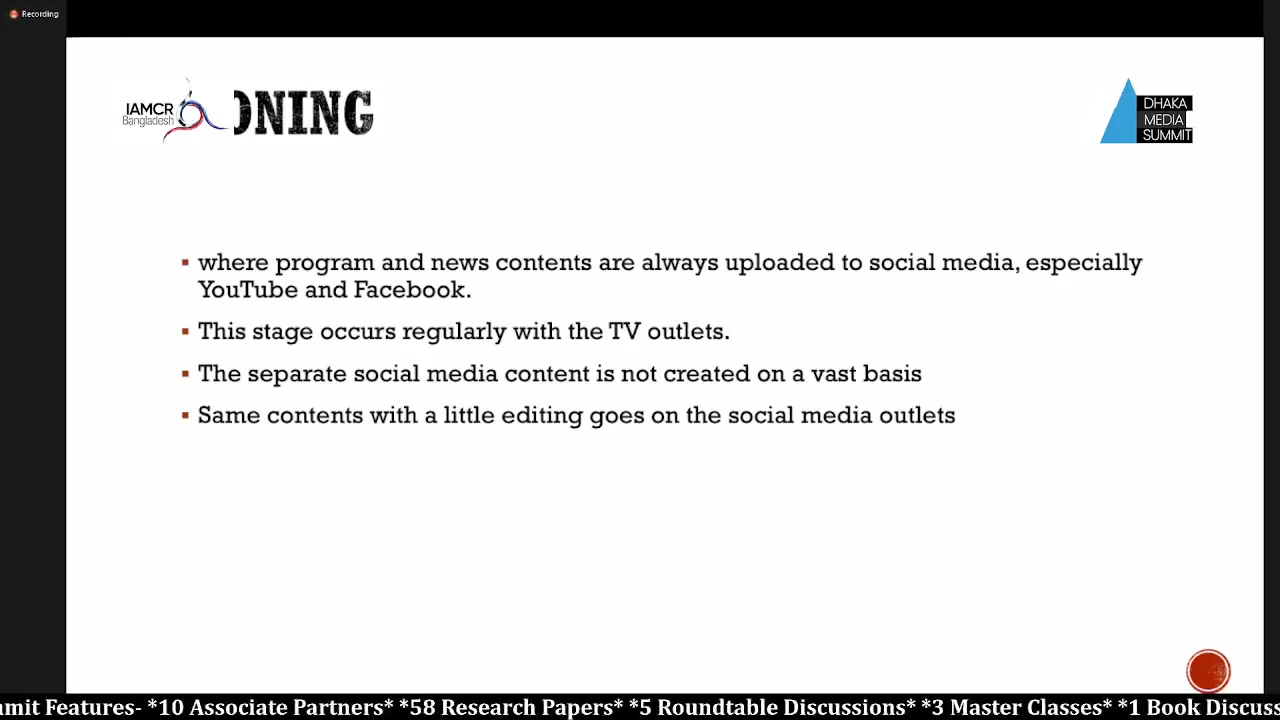 Recording
IAMCR
Bangladesh
ONING
DHAKA
MEDIA
SUMMIT
where program and news contents are always uploaded to social media, especially
YouTube and Facebook.
This stage occurs regularly with the TV outlets.
The separate social media content is not created on a vast basis
Same contents with a little editing goes on the social media outlets
mmit Features- *10 Associate Partners* *58 Research Papers* *5 Roundtable Discussions* *3 Master Classes* *1 Book Discuss